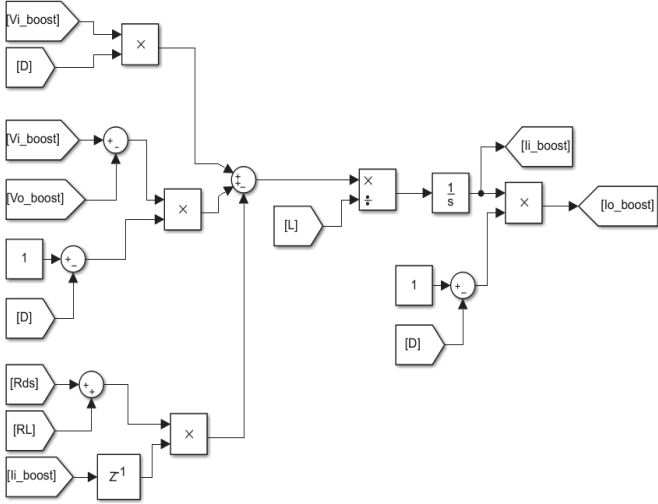 [Vi_boost]
[D]
×
[Vi_boost]
[Vo_boost]
+
−
×
1
[D]
+
−
+
+
−
[L]
×
÷
1
s
[Ii_boost]
×
[Io_boost]
1
[D]
+
−
[Rds]
[RL]
+
+
×
[Ii_boost]
Z-1